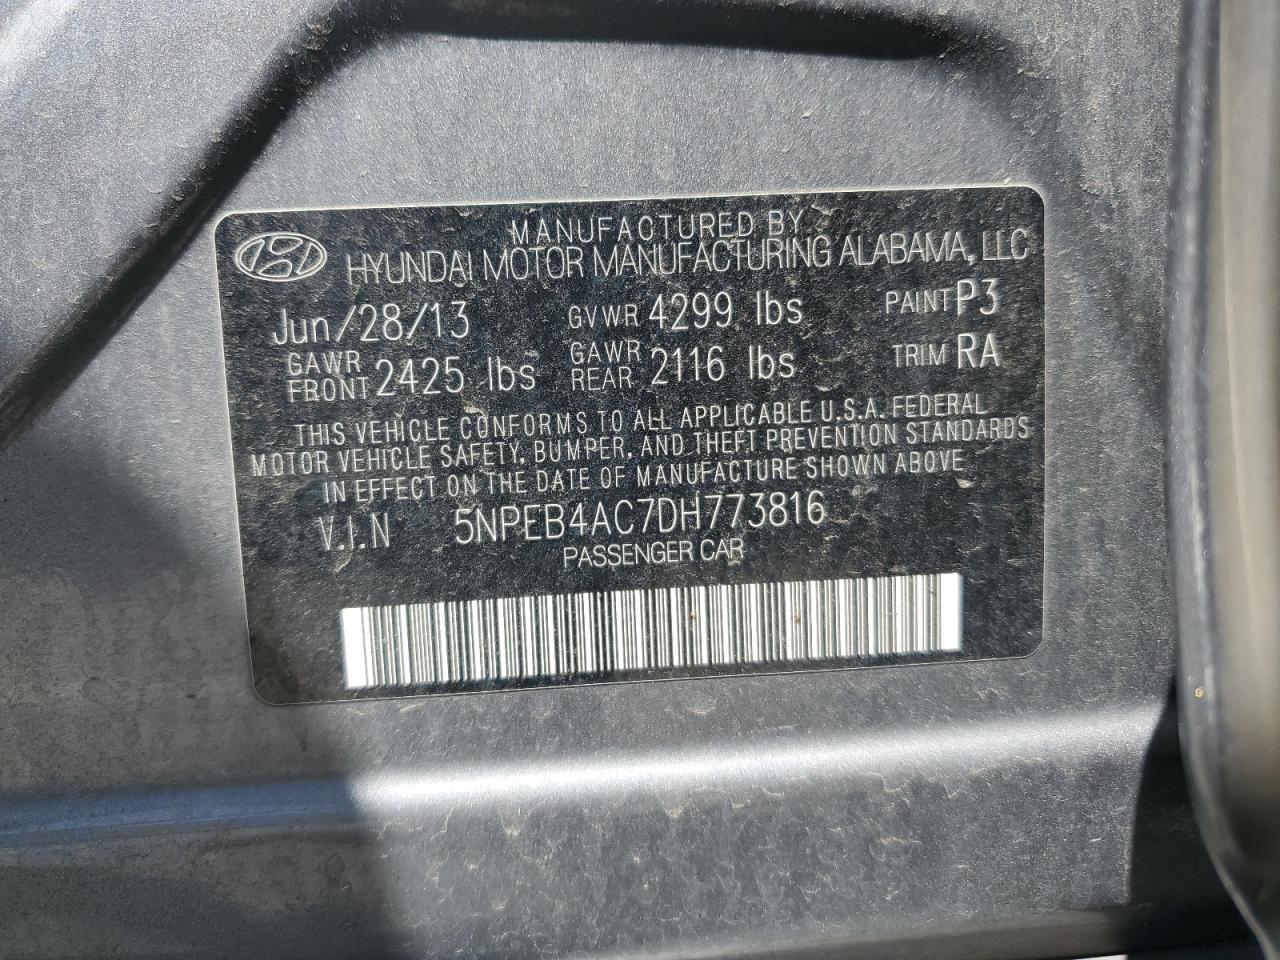 MANUFACTURED BY
HYUNDAI MOTOR MANUFACTURING ALABAMA, LLC
Jun/28/13 GVWR 4299 lbs PAINT P3
GAWR FRONT 2425 lbs GAWR REAR 2116 lbs TRIM RA
THIS VEHICLE CONFORMS TO ALL APPLICABLE U.S.A. FEDERAL
MOTOR VEHICLE SAFETY, BUMPER, AND THEFT PREVENTION STANDARDS
IN EFFECT ON THE DATE OF MANUFACTURE SHOWN ABOVE
V.I.N 5NPEB4AC7DH773816
PASSENGER CAR